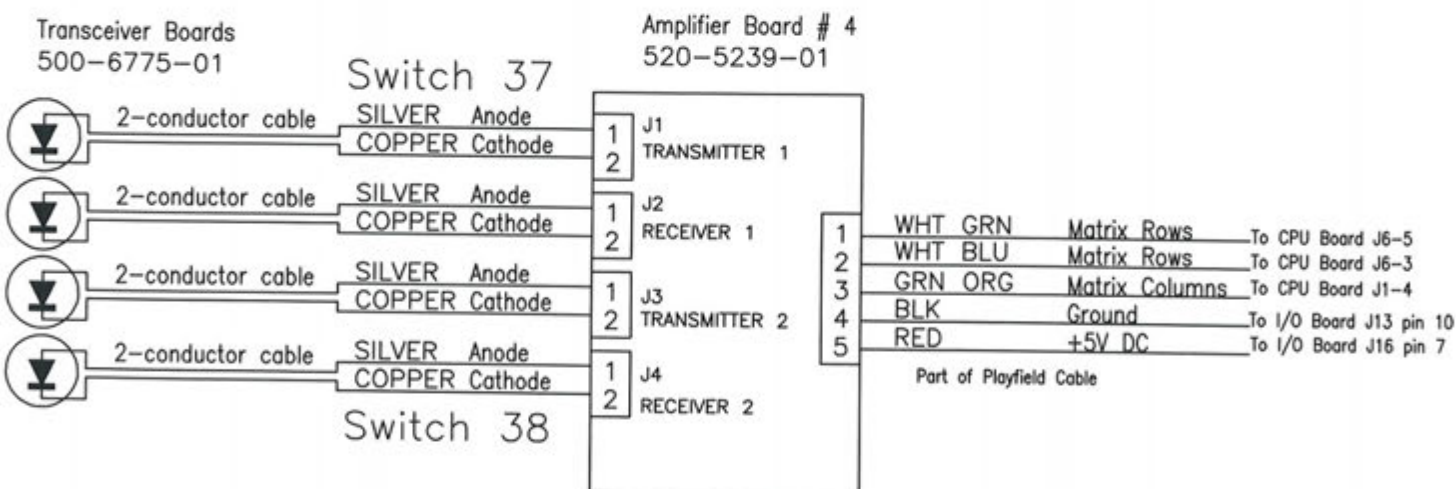 Transceiver Boards
500-6775-01
Amplifier Board # 4
520-5239-01
Switch 37
2-conductor cable SILVER Anode 1 J1
COPPER Cathode 2 TRANSMITTER 1
2-conductor cable SILVER Anode 1 J2
COPPER Cathode 2 RECEIVER 1
2-conductor cable SILVER Anode 1 J3
COPPER Cathode 2 TRANSMITTER 2
2-conductor cable SILVER Anode 1 J4
COPPER Cathode 2 RECEIVER 2
Switch 38
1 WHT GRN Matrix Rows To CPU Board J6-5
2 WHT BLU Matrix Rows To CPU Board J6-3
3 GRN ORG Matrix Columns To CPU Board J1-4
4 BLK Ground To I/O Board J13 pin 10
5 RED +5V DC To I/O Board J16 pin 7
Part of Playfield Cable